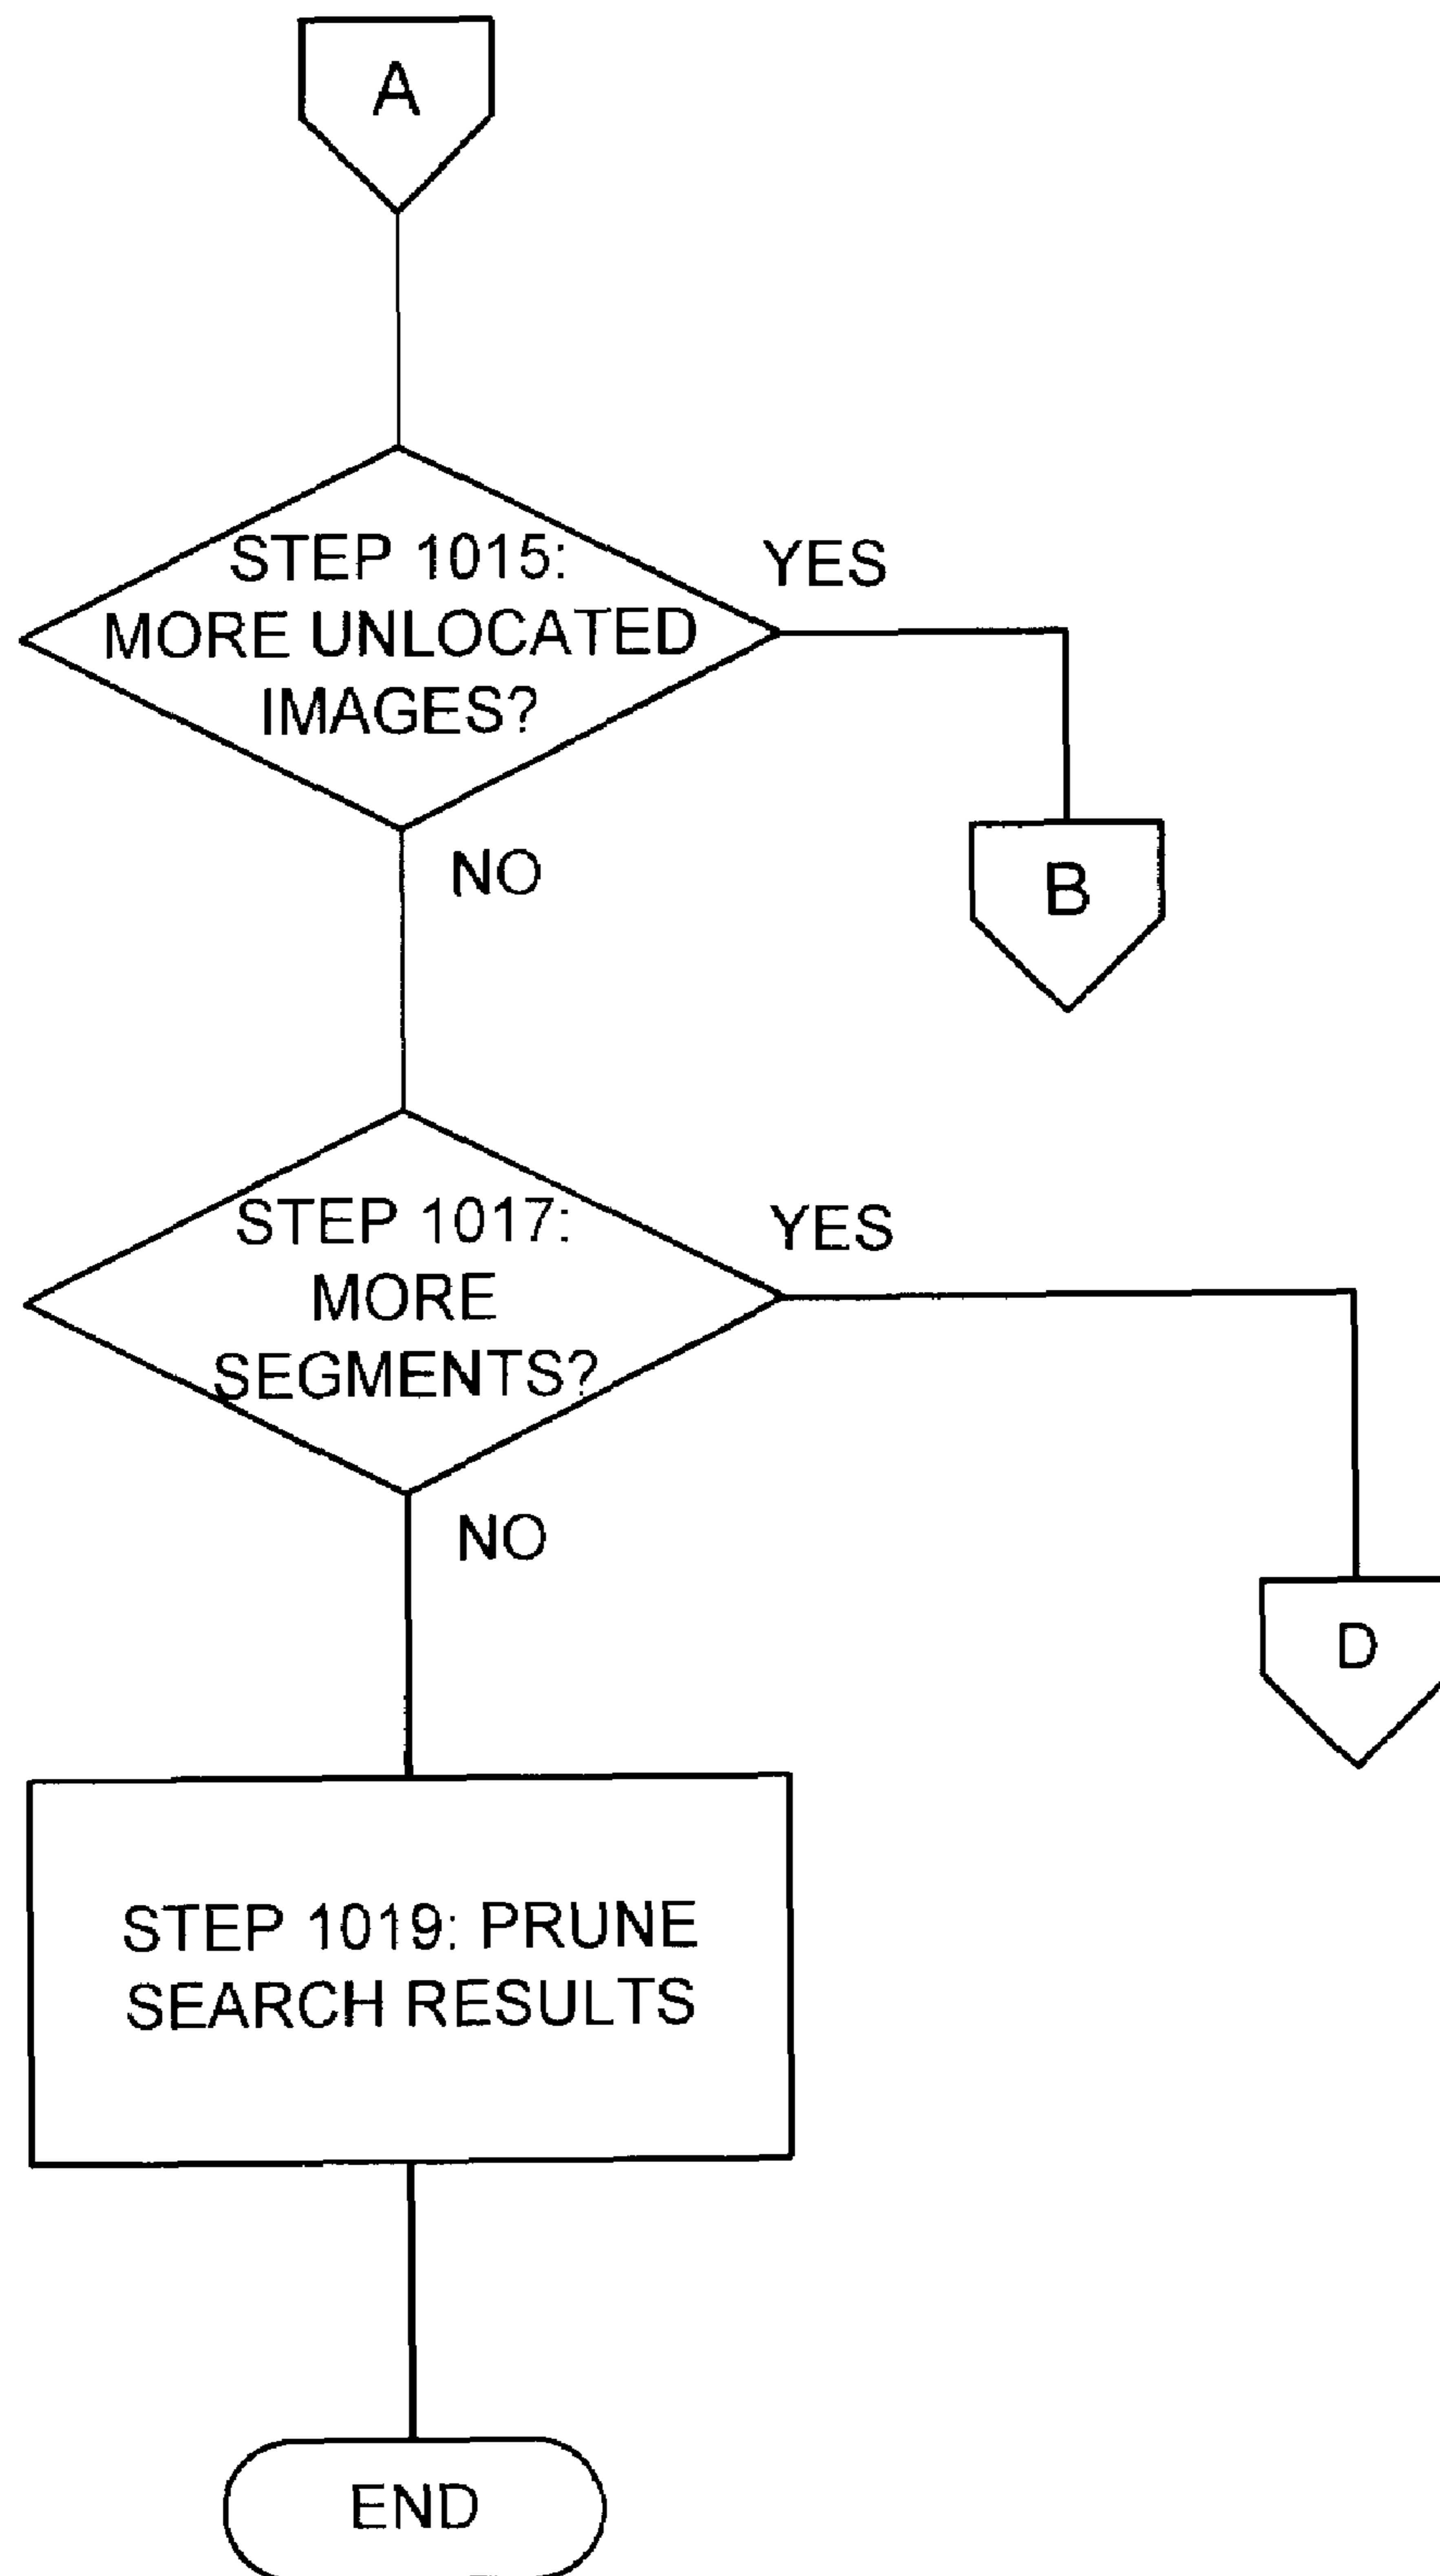 A
STEP 1015:
MORE UNLOCATED
IMAGES?
YES
B
NO
STEP 1017:
MORE
SEGMENTS?
YES
D
NO
STEP 1019: PRUNE
SEARCH RESULTS
END